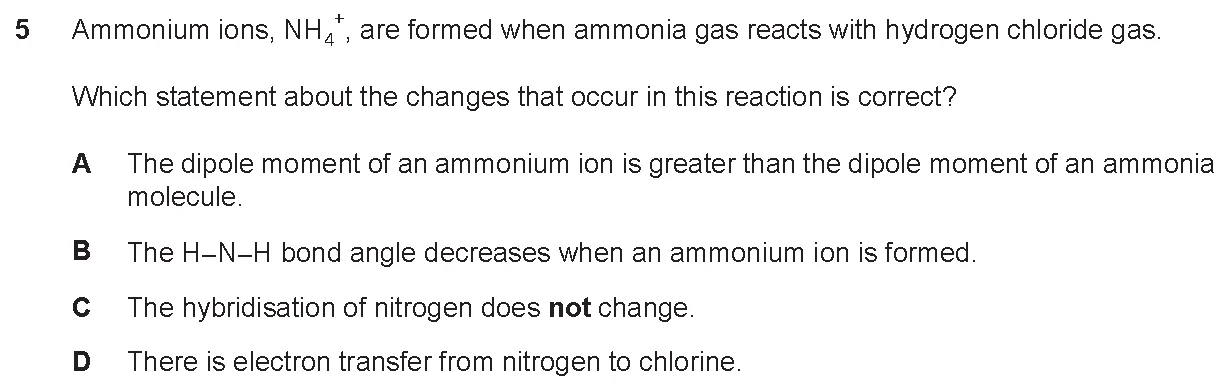 5 Ammonium ions, NH₄⁺, are formed when ammonia gas reacts with hydrogen chloride gas.
Which statement about the changes that occur in this reaction is correct?
A The dipole moment of an ammonium ion is greater than the dipole moment of an ammonia
molecule.
B The H–N–H bond angle decreases when an ammonium ion is formed.
C The hybridisation of nitrogen does not change.
D There is electron transfer from nitrogen to chlorine.